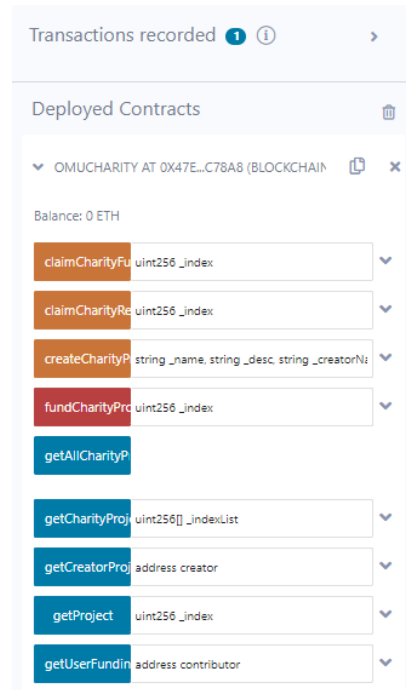 Transactions recorded 1 i
Deployed Contracts
OMUCHARITY AT 0X47E...C78A8 (BLOCKCHAIN
Balance: 0 ETH
claimCharityFu uint256 _index
claimCharityRe uint256 _index
createCharityP string _name, string _desc, string _creatorNa
fundCharityPro uint256 _index
getAllCharityP
getCharityProj uint256[] _indexList
getCreatorProj address creator
getProject uint256 _index
getUserFundin address contributor